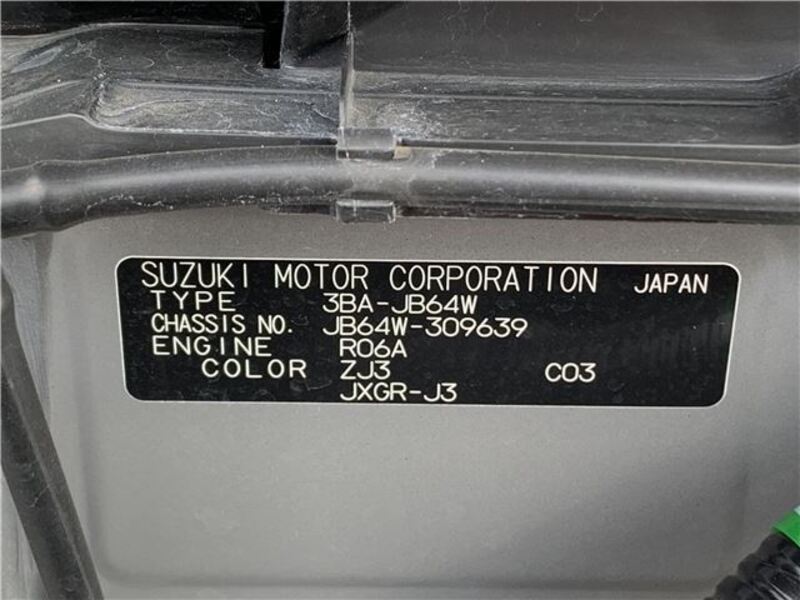 SUZUKI MOTOR CORPORATION JAPAN
TYPE 3BA-JB64W
CHASSIS NO. JB64W-309639
ENGINE R06A
COLOR ZJ3 C03
JXGR-J3